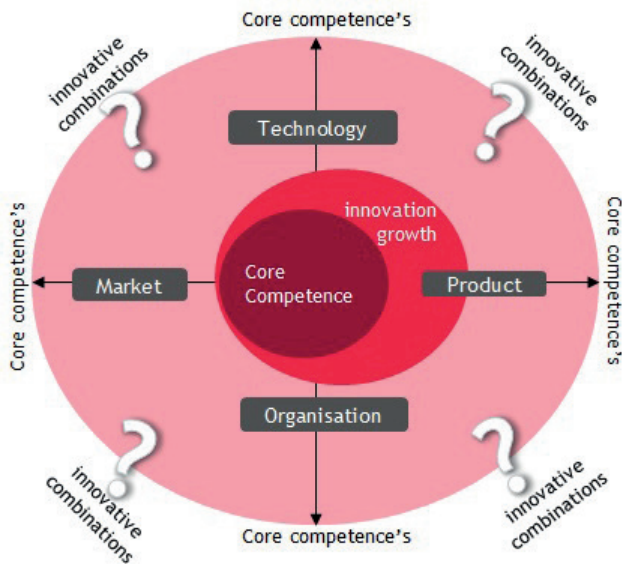 Core competence's
innovative
combinations
innovative
combinations
?
?
Technology
innovation
growth
Core competence's
Core
Competence
Market
Product
Core
competence's
Organisation
?
?
innovative
combinations
innovative
combinations
Core competence's